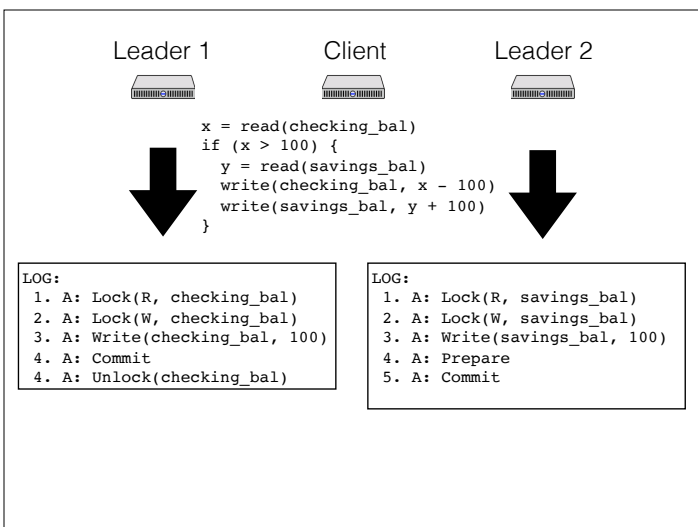 Leader 1
Client
Leader 2
x = read(checking_bal)
if (x > 100) {
y = read(savings_bal)
write(checking_bal, x - 100)
write(savings_bal, y + 100)
}
LOG:
1. A: Lock(R, checking_bal)
2. A: Lock(W, checking_bal)
3. A: Write(checking_bal, 100)
4. A: Commit
4. A: Unlock(checking_bal)
LOG:
1. A: Lock(R, savings_bal)
2. A: Lock(W, savings_bal)
3. A: Write(savings_bal, 100)
4. A: Prepare
5. A: Commit